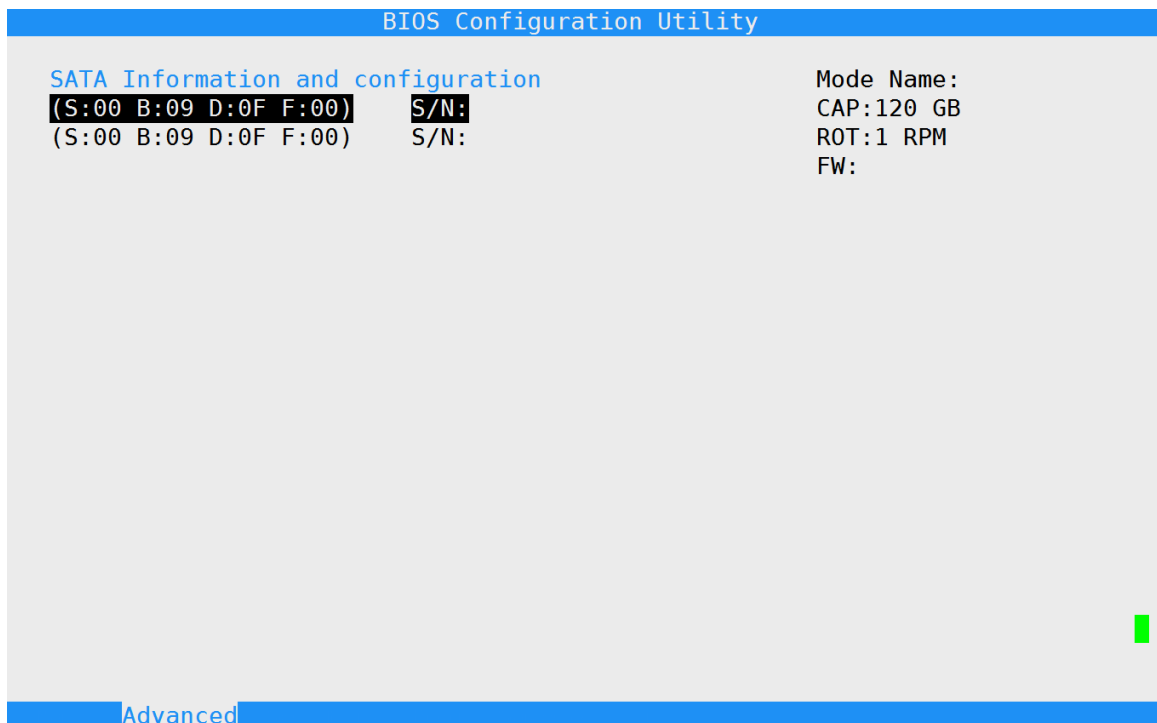 BIOS Configuration Utility
SATA Information and configuration
(S:00 B:09 D:0F F:00) S/N:
(S:00 B:09 D:0F F:00) S/N:
Mode Name:
CAP:120 GB
ROT:1 RPM
FW:
Advanced